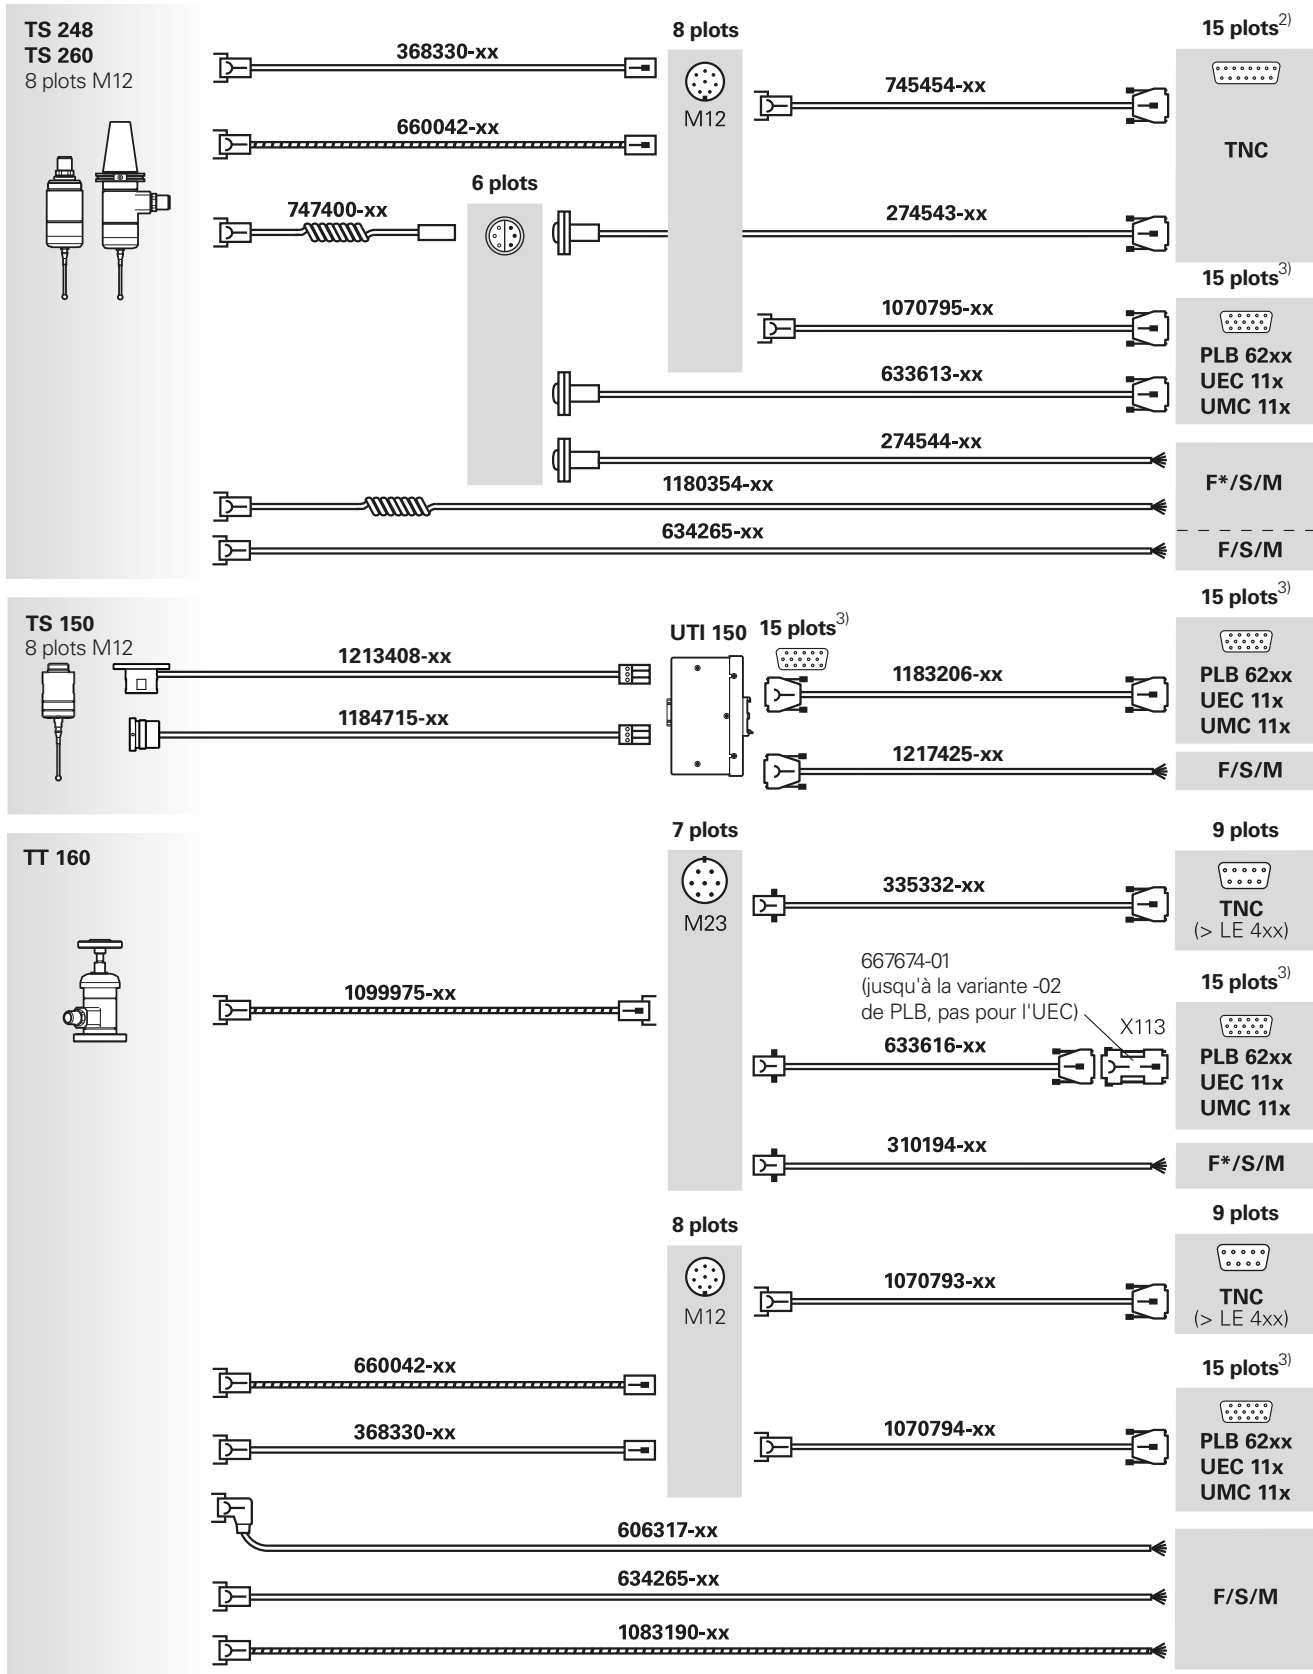 TS 248
TS 260
8 plots M12
368330-xx
660042-xx
747400-xx
6 plots
8 plots
M12
745454-xx
274543-xx
1070795-xx
633613-xx
274544-xx
1180354-xx
634265-xx
15 plots2)
TNC
15 plots3)
PLB 62xx
UEC 11x
UMC 11x
F*/S/M
F/S/M
TS 150
8 plots M12
1213408-xx
1184715-xx
UTI 150
15 plots3)
1183206-xx
1217425-xx
15 plots3)
PLB 62xx
UEC 11x
UMC 11x
F/S/M
TT 160
1099975-xx
7 plots
M23
335332-xx
667674-01
(jusqu'à la variante -02
de PLB, pas pour l'UEC)
X113
633616-xx
310194-xx
9 plots
TNC
(> LE 4xx)
15 plots3)
PLB 62xx
UEC 11x
UMC 11x
F*/S/M
8 plots
M12
1070793-xx
9 plots
TNC
(> LE 4xx)
660042-xx
368330-xx
1070794-xx
15 plots3)
PLB 62xx
UEC 11x
UMC 11x
606317-xx
634265-xx
1083190-xx
F/S/M